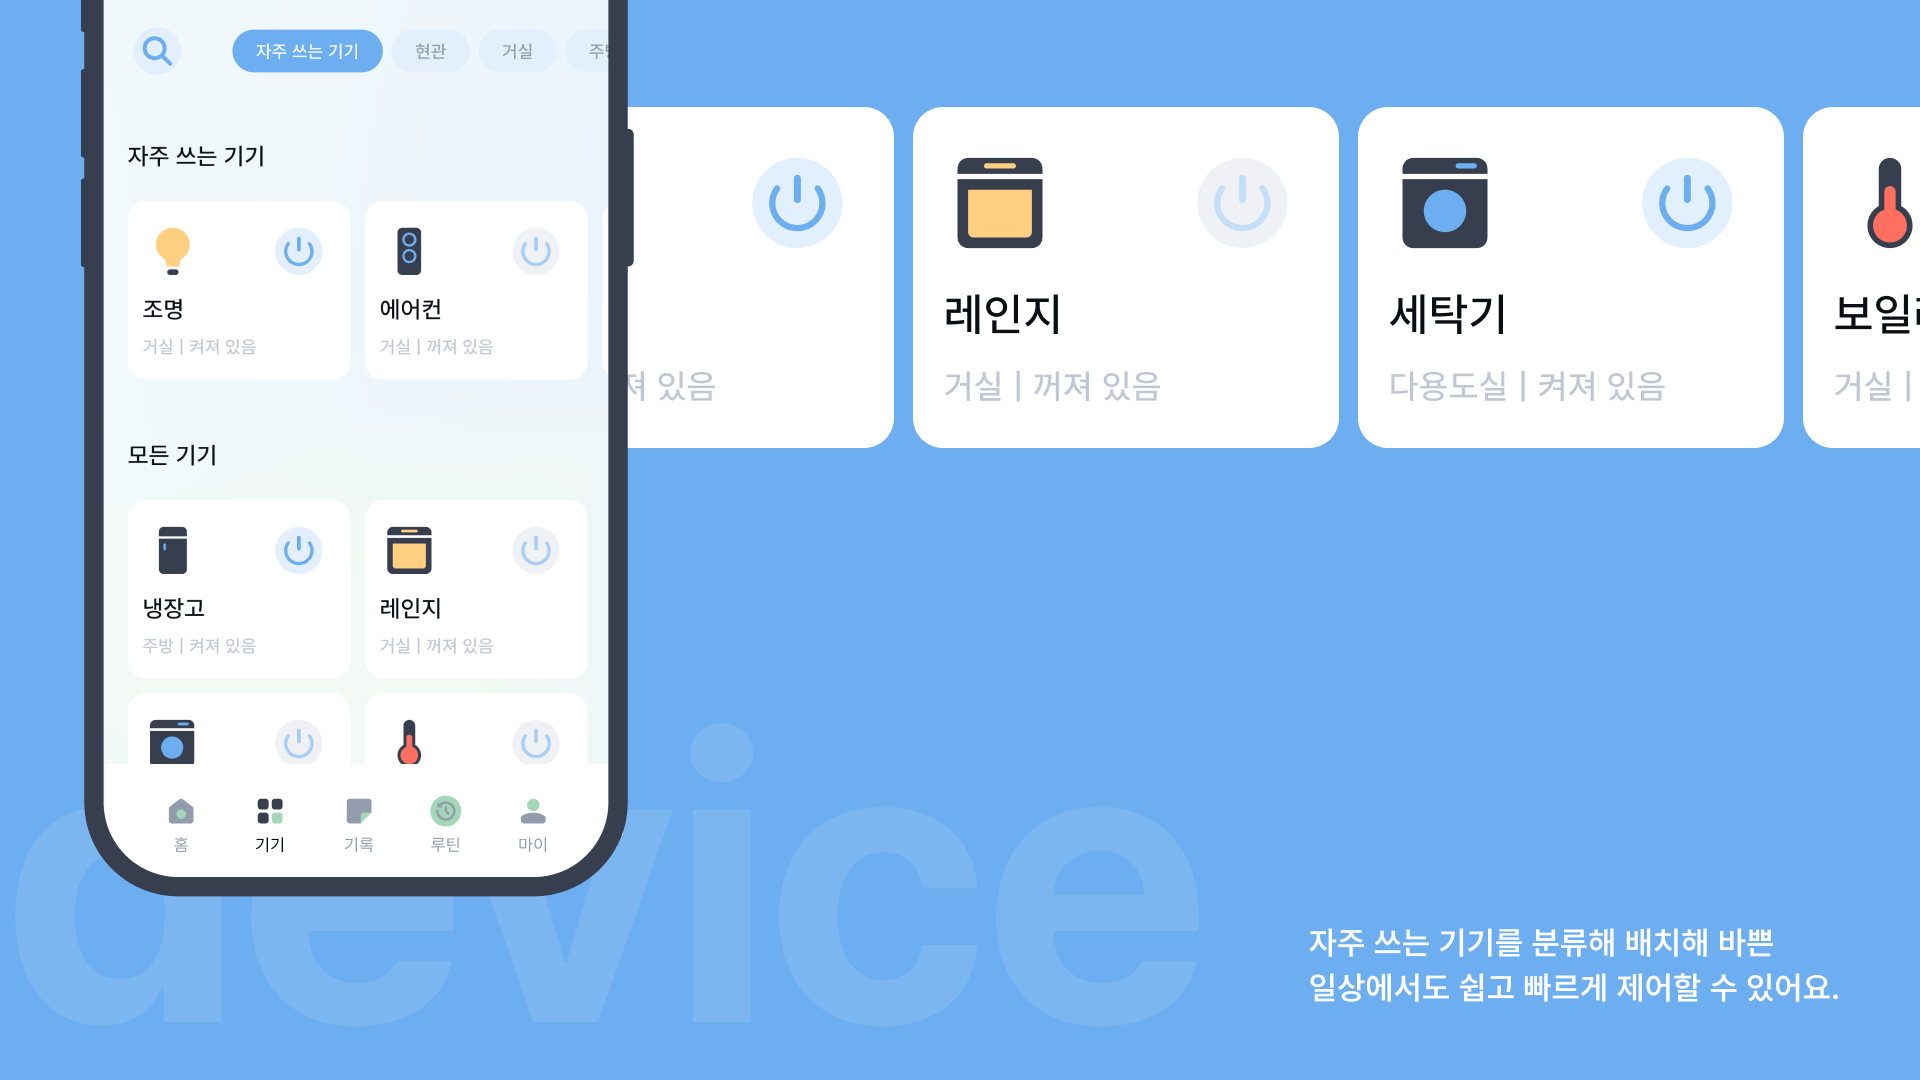 자주 쓰는 기기
현관
거실
자주 쓰는 기기
조명
거실 | 켜져 있음
에어컨
거실 | 꺼져 있음
모든 기기
냉장고
주방 | 켜져 있음
레인지
거실 | 꺼져 있음
홈
기기
기록
루틴
마이
있음
레인지
거실 | 꺼져 있음
세탁기
다용도실 | 켜져 있음
거실 |
device
자주 쓰는 기기를 분류해 배치해 바쁜
일상에서도 쉽고 빠르게 제어할 수 있어요.